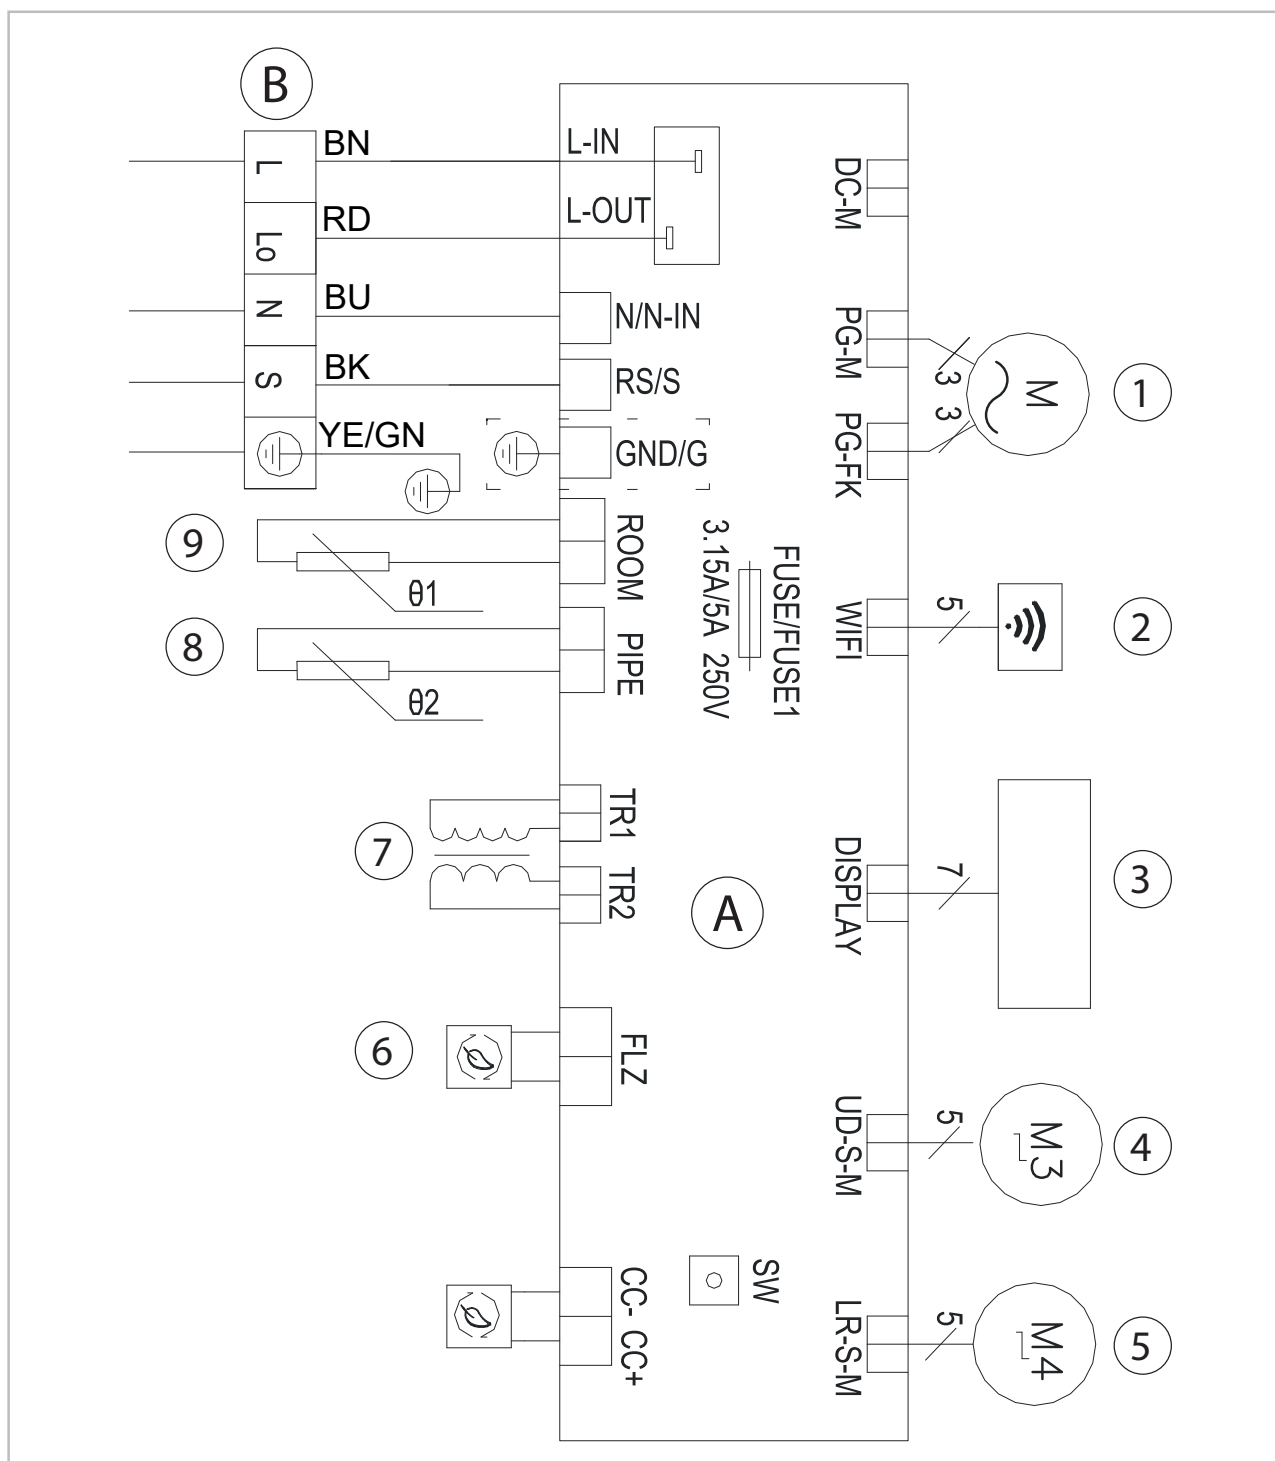 B
L BN L-IN
Lo RD L-OUT
N BU N/N-IN
S BK RS/S
YE/GN GND/G
DC-M
PG-M
3
3
PG-FK
M
1
9
θ1
ROOM
8
θ2
PIPE
3.15A/5A 250V
FUSE/FUSE1
WIFI
5
2
7
TR1
TR2
A
DISPLAY
7
3
6
FLZ
UD-S-M
5
M3
4
CC- CC+
SW
LR-S-M
5
M4
5